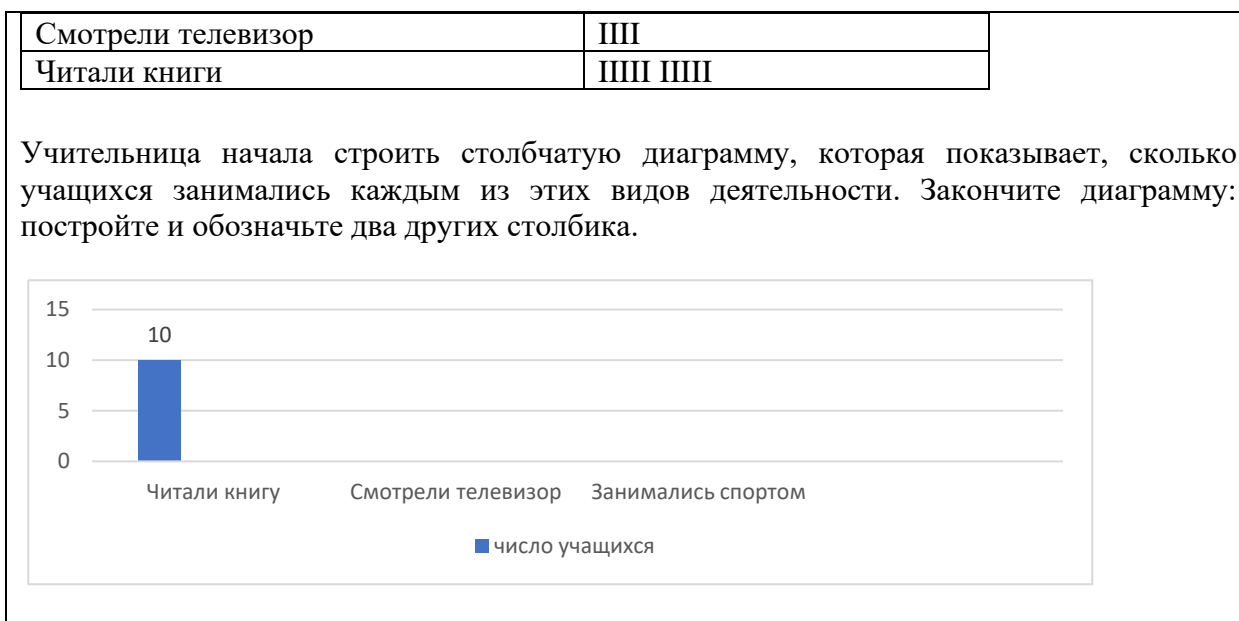 Смотрели телевизор IIII
Читали книги IIIII IIIII
Учительница начала строить столбчатую диаграмму, которая показывает, сколько
учащихся занимались каждым из этих видов деятельности. Закончите диаграмму:
постройте и обозначьте два других столбика.
15
10
10
5
0
Читали книгу Смотрели телевизор Занимались спортом
число учащихся